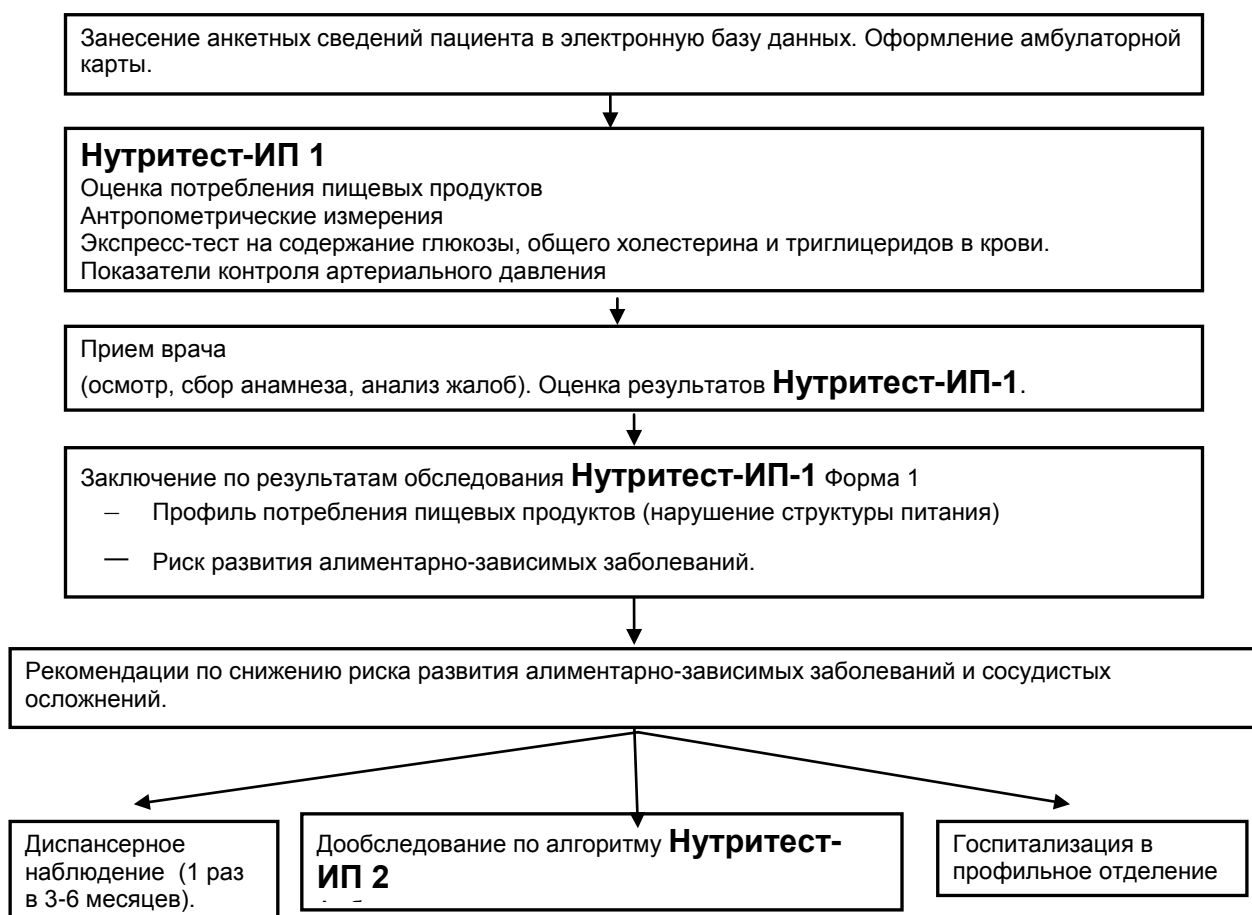 Занесение анкетных сведений пациента в электронную базу данных. Оформление амбулаторной
карты.
Нутритест-ИП 1
Оценка потребления пищевых продуктов
Антропометрические измерения
Экспресс-тест на содержание глюкозы, общего холестерина и триглицеридов в крови.
Показатели контроля артериального давления
Прием врача
(осмотр, сбор анамнеза, анализ жалоб). Оценка результатов Нутритест-ИП-1.
Заключение по результатам обследования Нутритест-ИП-1 Форма 1
– Профиль потребления пищевых продуктов (нарушение структуры питания)
— Риск развития алиментарно-зависимых заболеваний.
Рекомендации по снижению риска развития алиментарно-зависимых заболеваний и сосудистых
осложнений.
Диспансерное
наблюдение (1 раз
в 3-6 месяцев).
Дообследование по алгоритму Нутритест-
ИП 2
Госпитализация в
профильное отделение